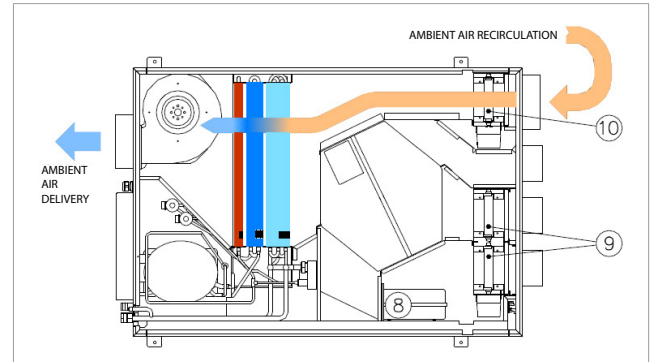 AMBIENT AIR RECIRCULATION
10
AMBIENT
AIR
DELIVERY
9
8